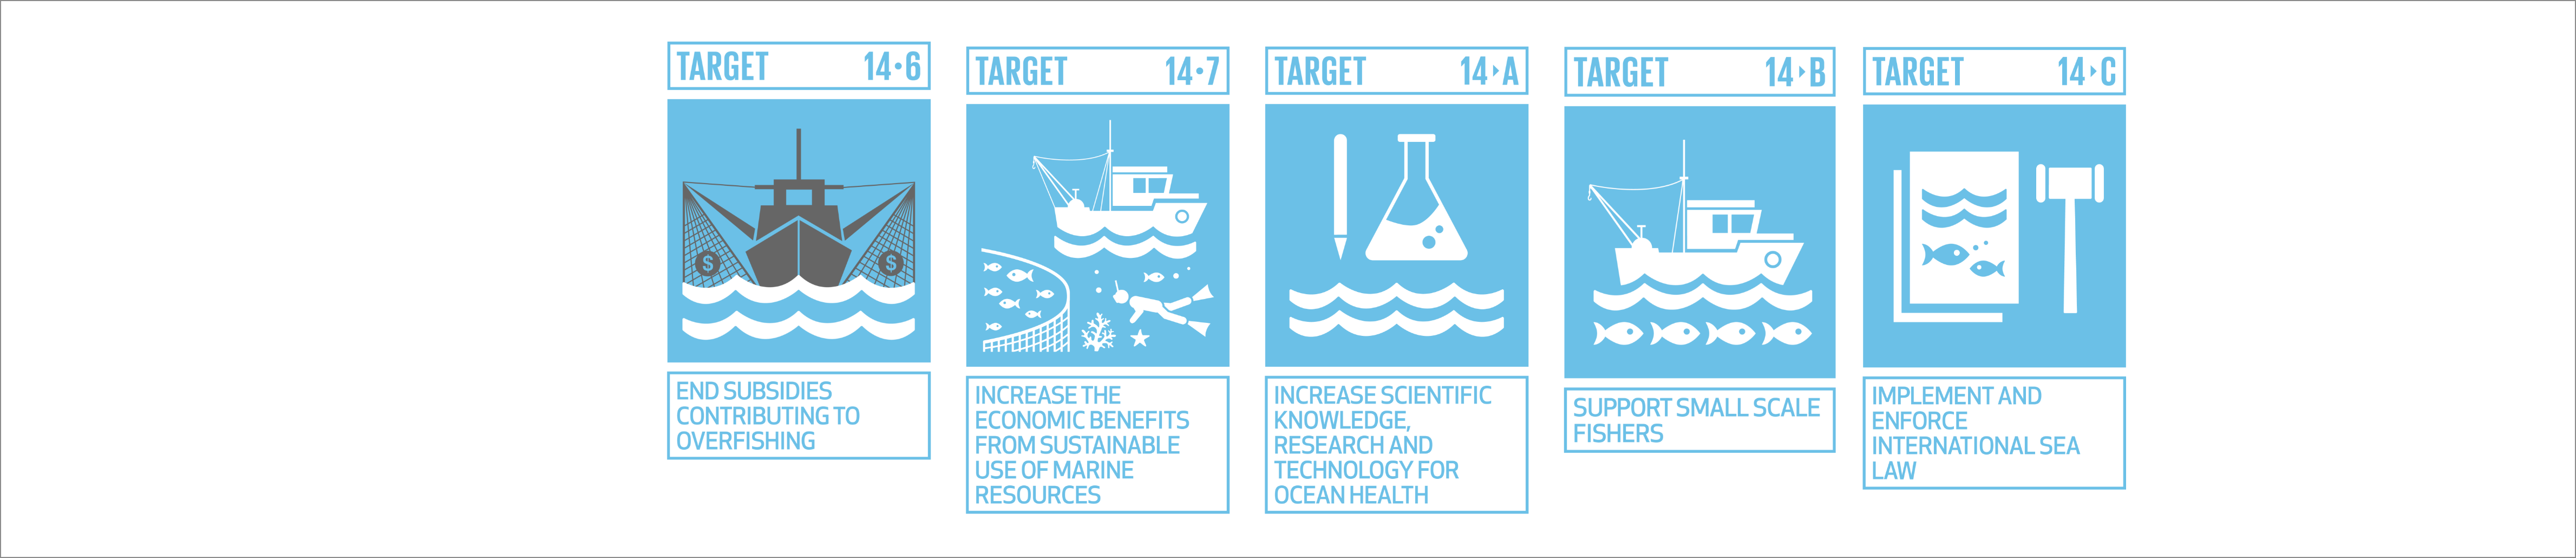 TARGET 14•6
$ $
END SUBSIDIES
CONTRIBUTING TO
OVERFISHING
TARGET 14•7
INCREASE THE
ECONOMIC BENEFITS
FROM SUSTAINABLE
USE OF MARINE
RESOURCES
TARGET 14▸A
INCREASE SCIENTIFIC
KNOWLEDGE,
RESEARCH AND
TECHNOLOGY FOR
OCEAN HEALTH
TARGET 14▸B
SUPPORT SMALL SCALE
FISHERS
TARGET 14▸C
IMPLEMENT AND
ENFORCE
INTERNATIONAL SEA
LAW